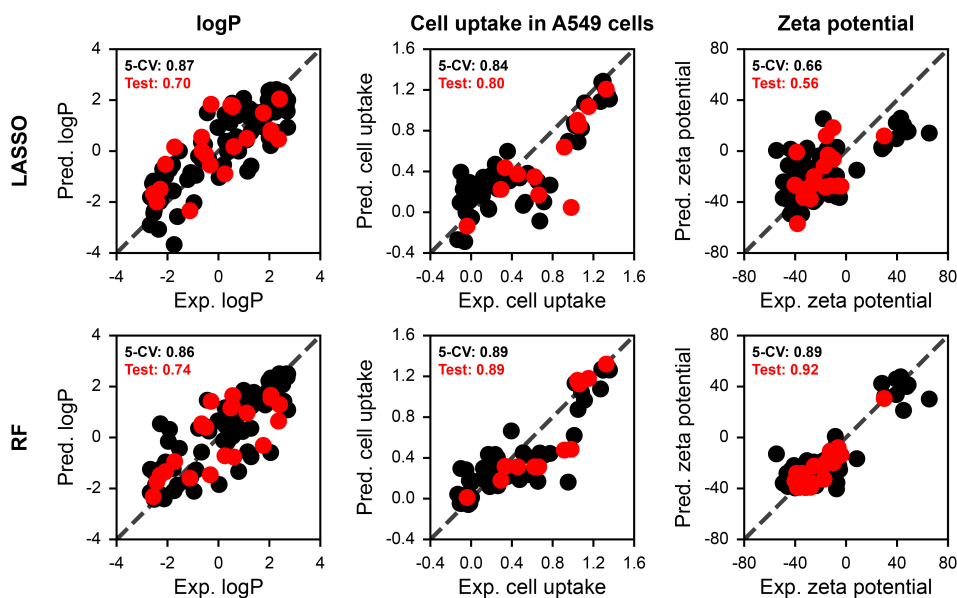 logP
Cell uptake in A549 cells
Zeta potential
LASSO
Pred. logP
4
2
0
-2
-4
5-CV: 0.87
Test: 0.70
-4 -2 0 2 4
Exp. logP
Pred. cell uptake
1.6
1.2
0.8
0.4
0.0
-0.4
5-CV: 0.84
Test: 0.80
-0.4 0.0 0.4 0.8 1.2 1.6
Exp. cell uptake
Pred. zeta potential
80
40
0
-40
-80
5-CV: 0.66
Test: 0.56
-80 -40 0 40 80
Exp. zeta potential
RF
Pred. logP
4
2
0
-2
-4
5-CV: 0.86
Test: 0.74
-4 -2 0 2 4
Exp. logP
Pred. cell uptake
1.6
1.2
0.8
0.4
0.0
-0.4
5-CV: 0.89
Test: 0.89
-0.4 0.0 0.4 0.8 1.2 1.6
Exp. cell uptake
Pred. zeta potential
80
40
0
-40
-80
5-CV: 0.89
Test: 0.92
-80 -40 0 40 80
Exp. zeta potential